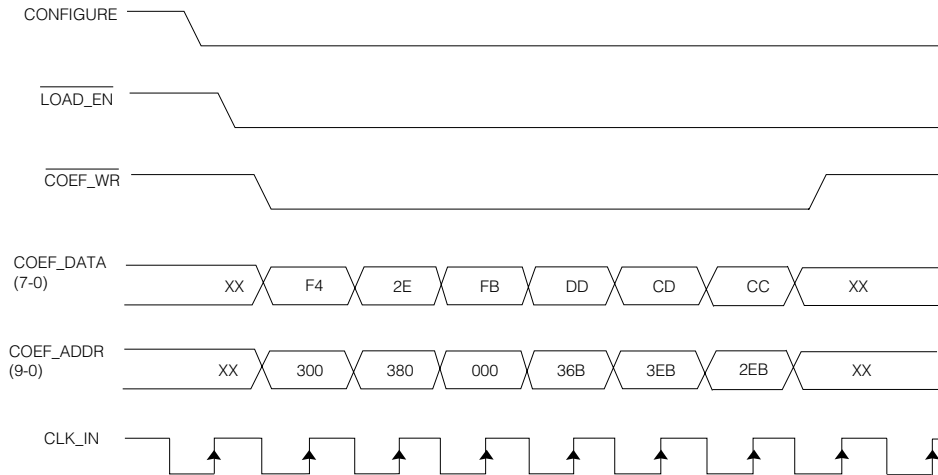 CONFIGURE
LOAD_EN
COEF_WR
COEF_DATA
(7-0)
XX F4 2E FB DD CD CC XX
COEF_ADDR
(9-0)
XX 300 380 000 36B 3EB 2EB XX
CLK_IN